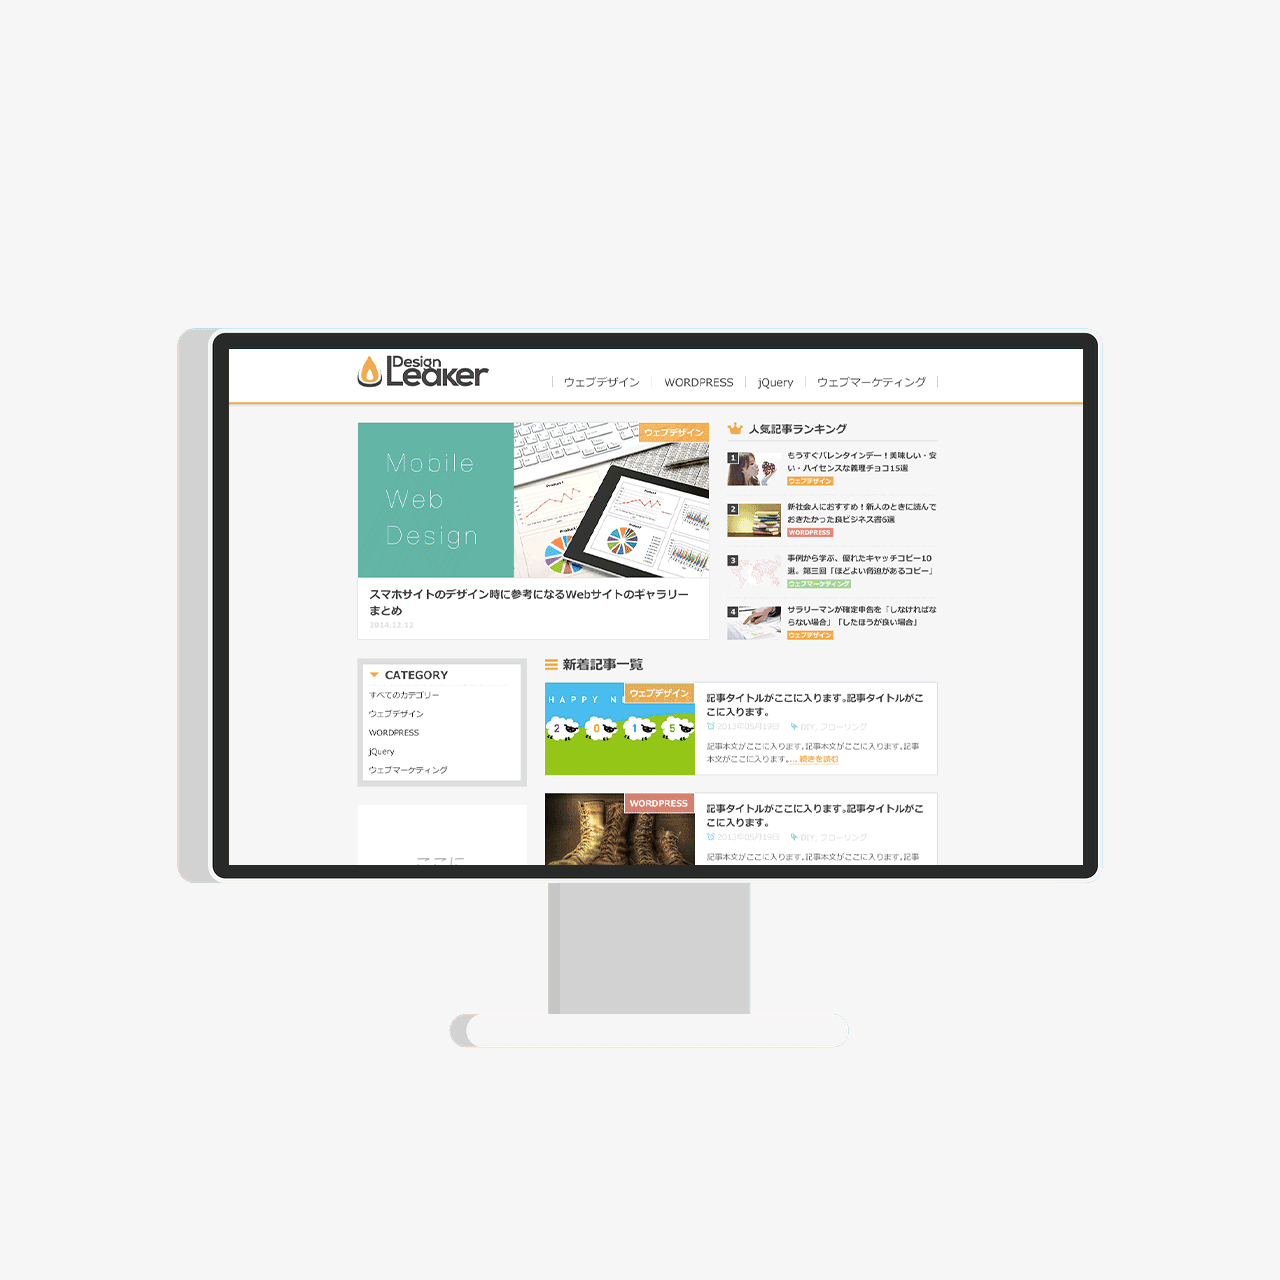 Design
Leaker
ウェブデザイン
WORDPRESS
jQuery
ウェブマーケティング
Mobile
Web
Design
ウェブデザイン
Product 1
スマホサイトのデザイン時に参考になるWebサイトのギャラリー
まとめ
2014.12.12
人気記事ランキング
1
もうすぐバレンタインデー！美味しい・安
い・ハイセンスな義理チョコ15選
ウェブデザイン
2
新社会人におすすめ！新人のときに読んで
おきたかった良ビジネス書6選
WORDPRESS
3
事例から学ぶ、優れたキャッチコピー10
選。第三回「ほどよい脅迫があるコピー」
ウェブマーケティング
4
サラリーマンが確定申告を「しなければな
らない場合」「したほうが良い場合」
ウェブデザイン
CATEGORY
すべてのカテゴリー
ウェブデザイン
WORDPRESS
jQuery
ウェブマーケティング
ここに
新着記事一覧
HAPPY NE
ウェブデザイン
2 0 1 5
記事タイトルがここに入ります。記事タイトルがこ
こに入ります。
2013年05月19日 DIY, フローリング
記事本文がここに入ります。記事本文がここに入ります。記事
本文がここに入ります。... 続きを読む
WORDPRESS
記事タイトルがここに入ります。記事タイトルがこ
こに入ります。
2013年05月19日 DIY, フローリング
記事本文がここに入ります。記事本文がここに入ります。記事